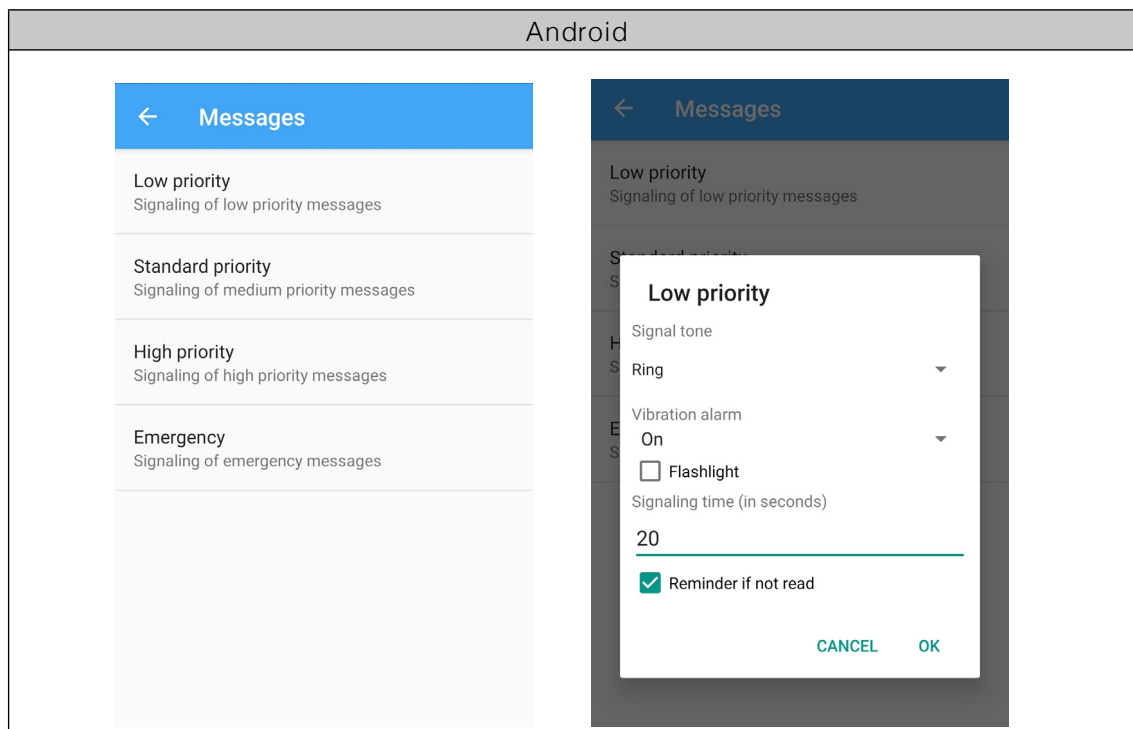 Android
Messages
Low priority
Signaling of low priority messages
Standard priority
Signaling of medium priority messages
High priority
Signaling of high priority messages
Emergency
Signaling of emergency messages
Messages
Low priority
Signaling of low priority messages
Standard priority
S
H
S
E
S
Low priority
Signal tone
Ring
Vibration alarm
On
Flashlight
Signaling time (in seconds)
20
Reminder if not read
CANCEL OK